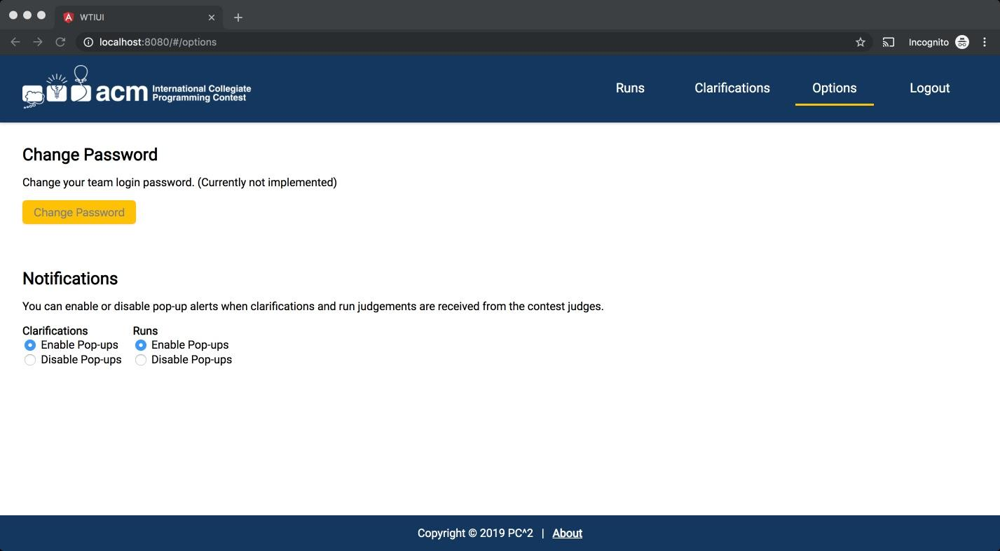 WTIUI
localhost:8080/#/options
Incognito
acm International Collegiate
Programming Contest
Runs Clarifications Options Logout
Change Password
Change your team login password. (Currently not implemented)
Change Password
Notifications
You can enable or disable pop-up alerts when clarifications and run judgements are received from the contest judges.
Clarifications Runs
Enable Pop-ups Enable Pop-ups
Disable Pop-ups Disable Pop-ups
Copyright © 2019 PC^2 | About